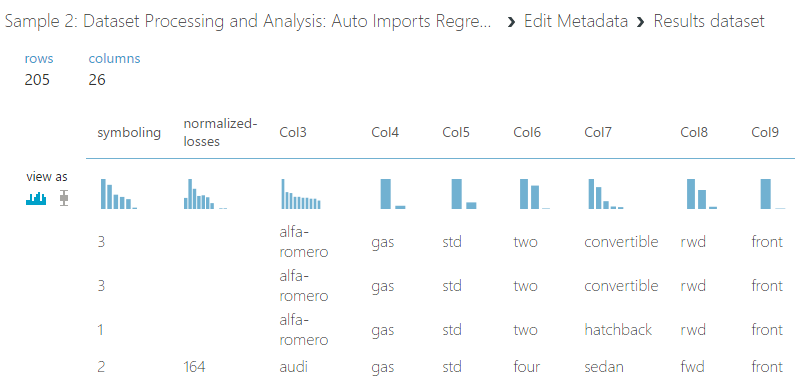 Sample 2: Dataset Processing and Analysis: Auto Imports Regre... › Edit Metadata › Results dataset
rows columns
205 26
symboling normalized-losses Col3 Col4 Col5 Col6 Col7 Col8 Col9
view as
3 alfa-romero gas std two convertible rwd front
3 alfa-romero gas std two convertible rwd front
1 alfa-romero gas std two hatchback rwd front
2 164 audi gas std four sedan fwd front